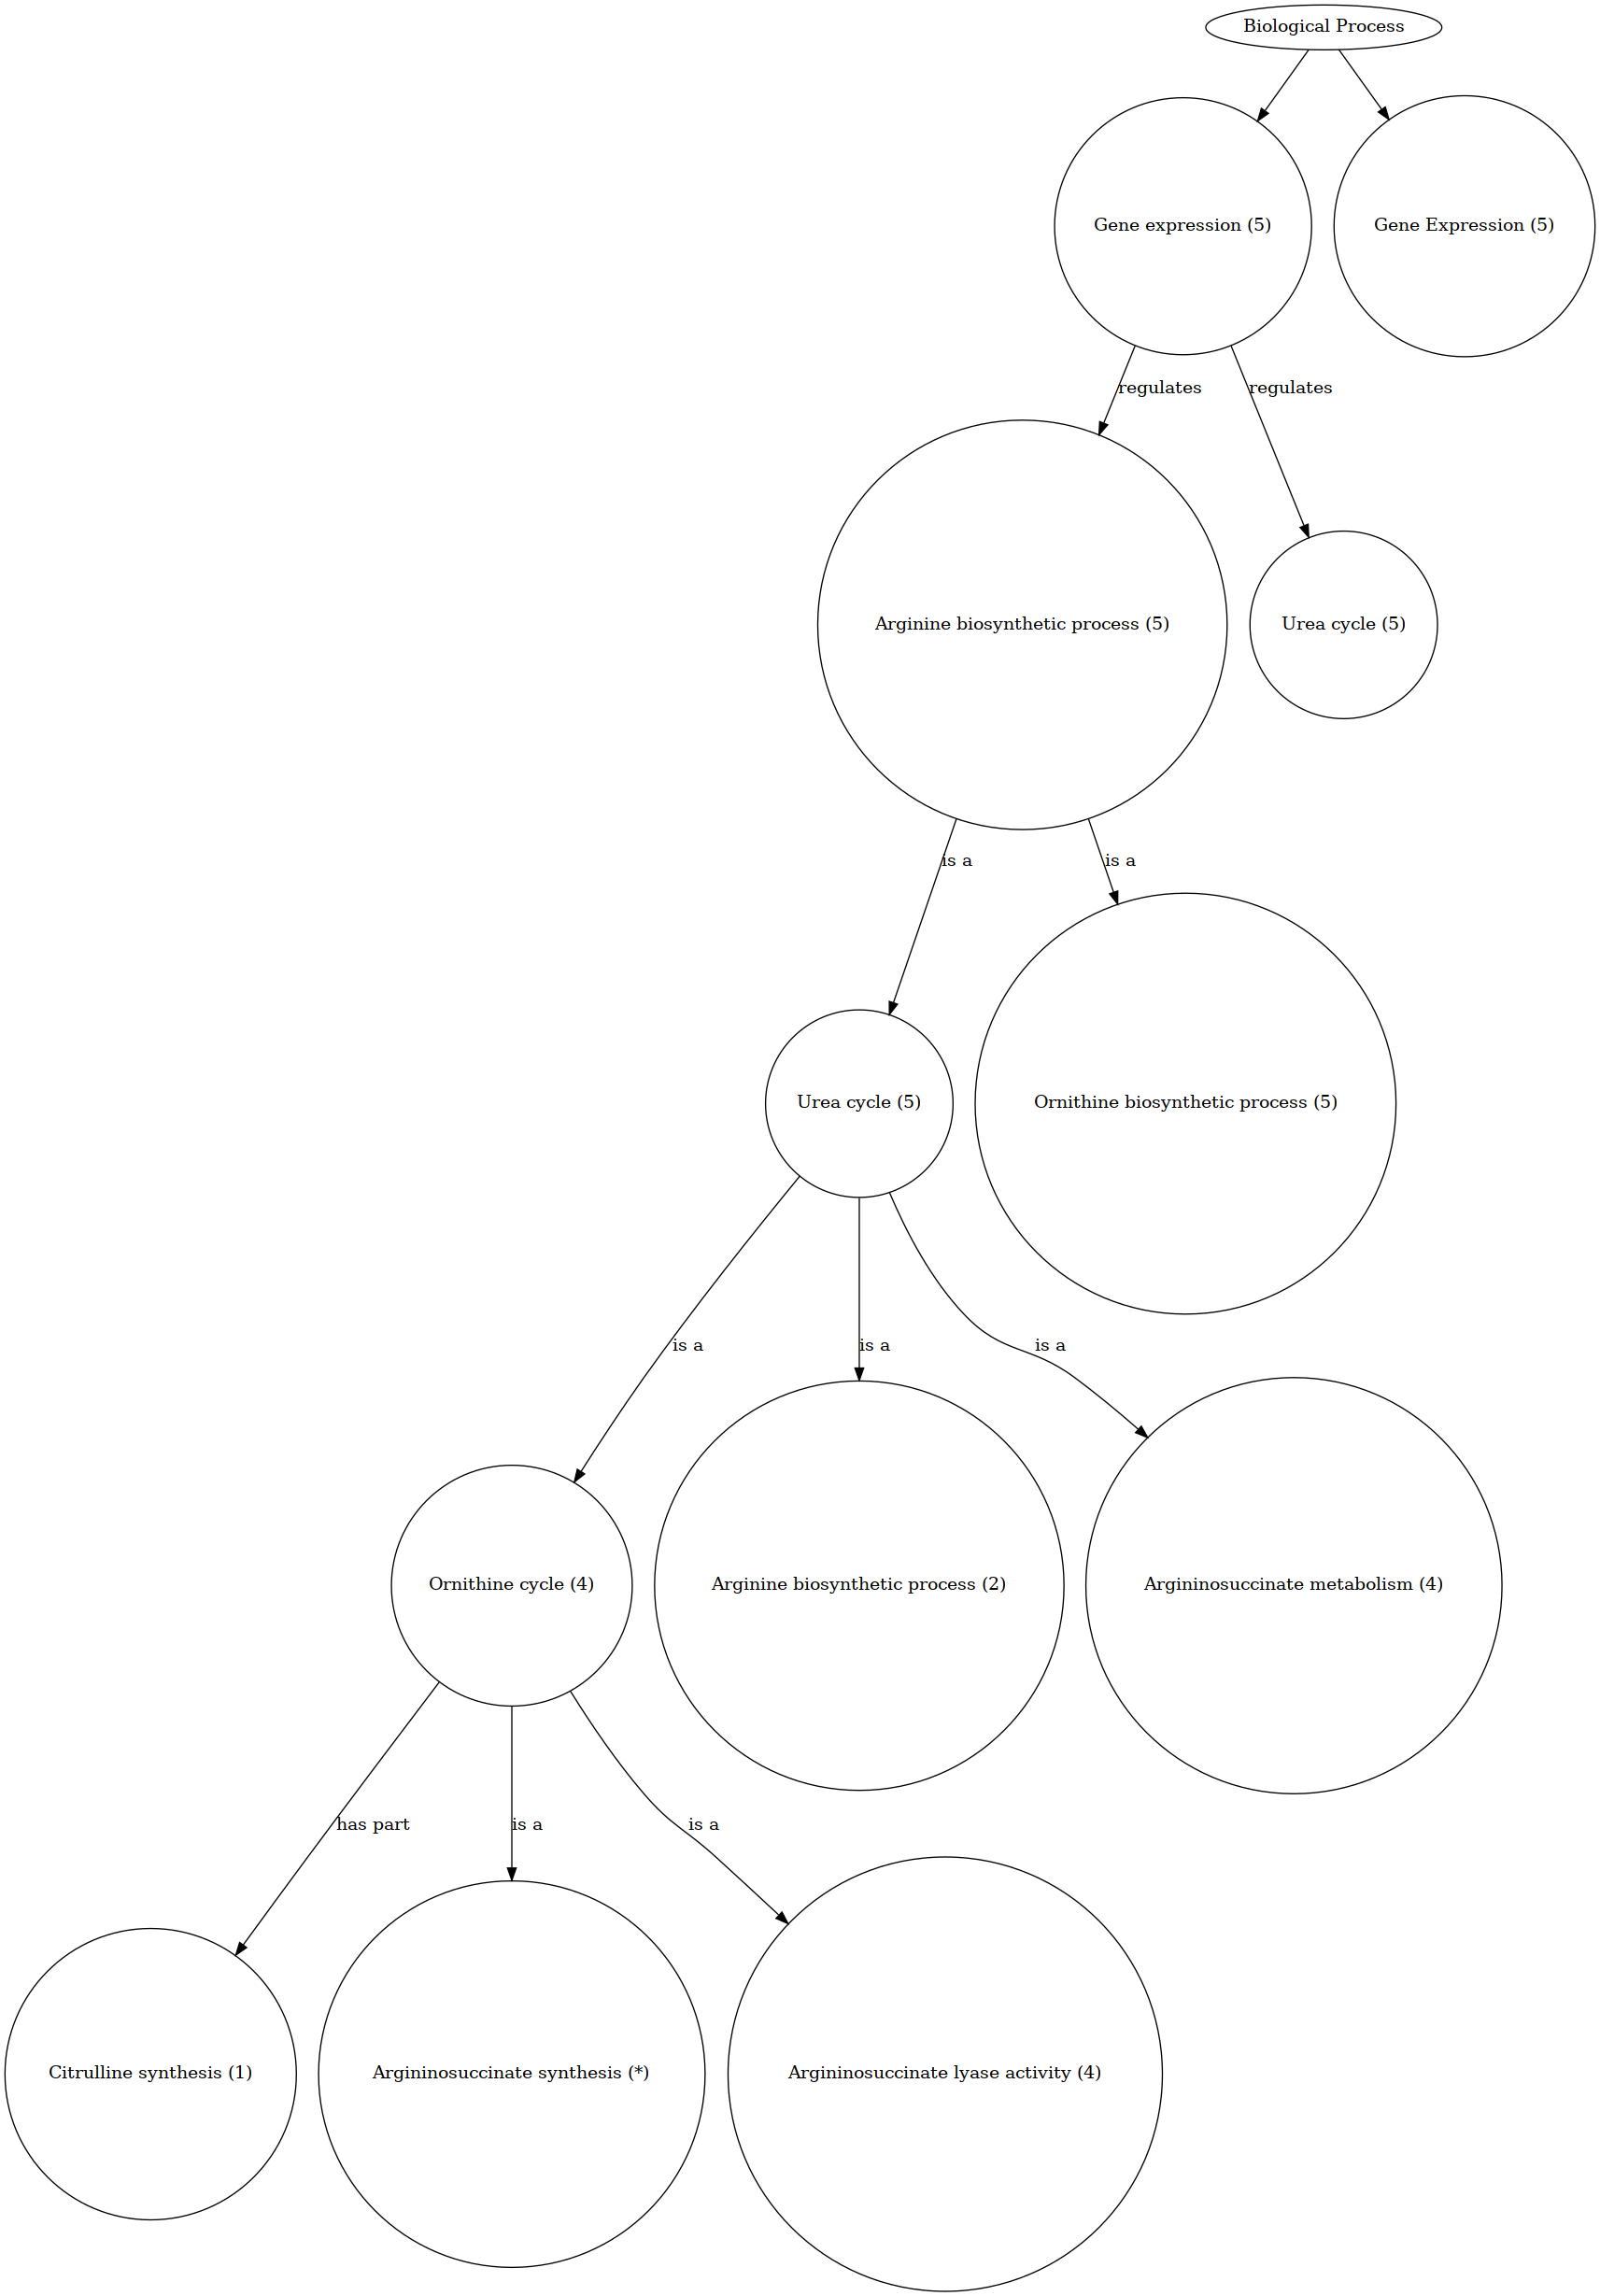 Biological Process
Gene expression (5)
Gene Expression (5)
regulates
regulates
Arginine biosynthetic process (5)
Urea cycle (5)
is a
is a
Urea cycle (5)
Ornithine biosynthetic process (5)
is a
is a
is a
Ornithine cycle (4)
Arginine biosynthetic process (2)
Argininosuccinate metabolism (4)
has part
is a
is a
Citrulline synthesis (1)
Argininosuccinate synthesis (*)
Argininosuccinate lyase activity (4)